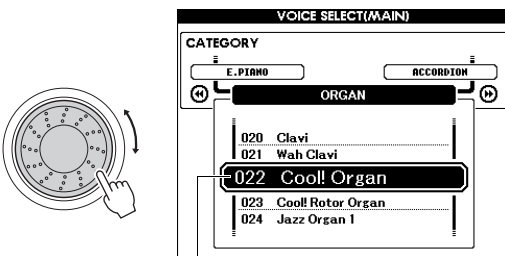 VOICE SELECT(MAIN)
CATEGORY
E.PIANO
ACCORDION
ORGAN
020 Clavi
021 Wah Clavi
022 Cool! Organ
023 Cool! Rotor Organ
024 Jazz Organ 1